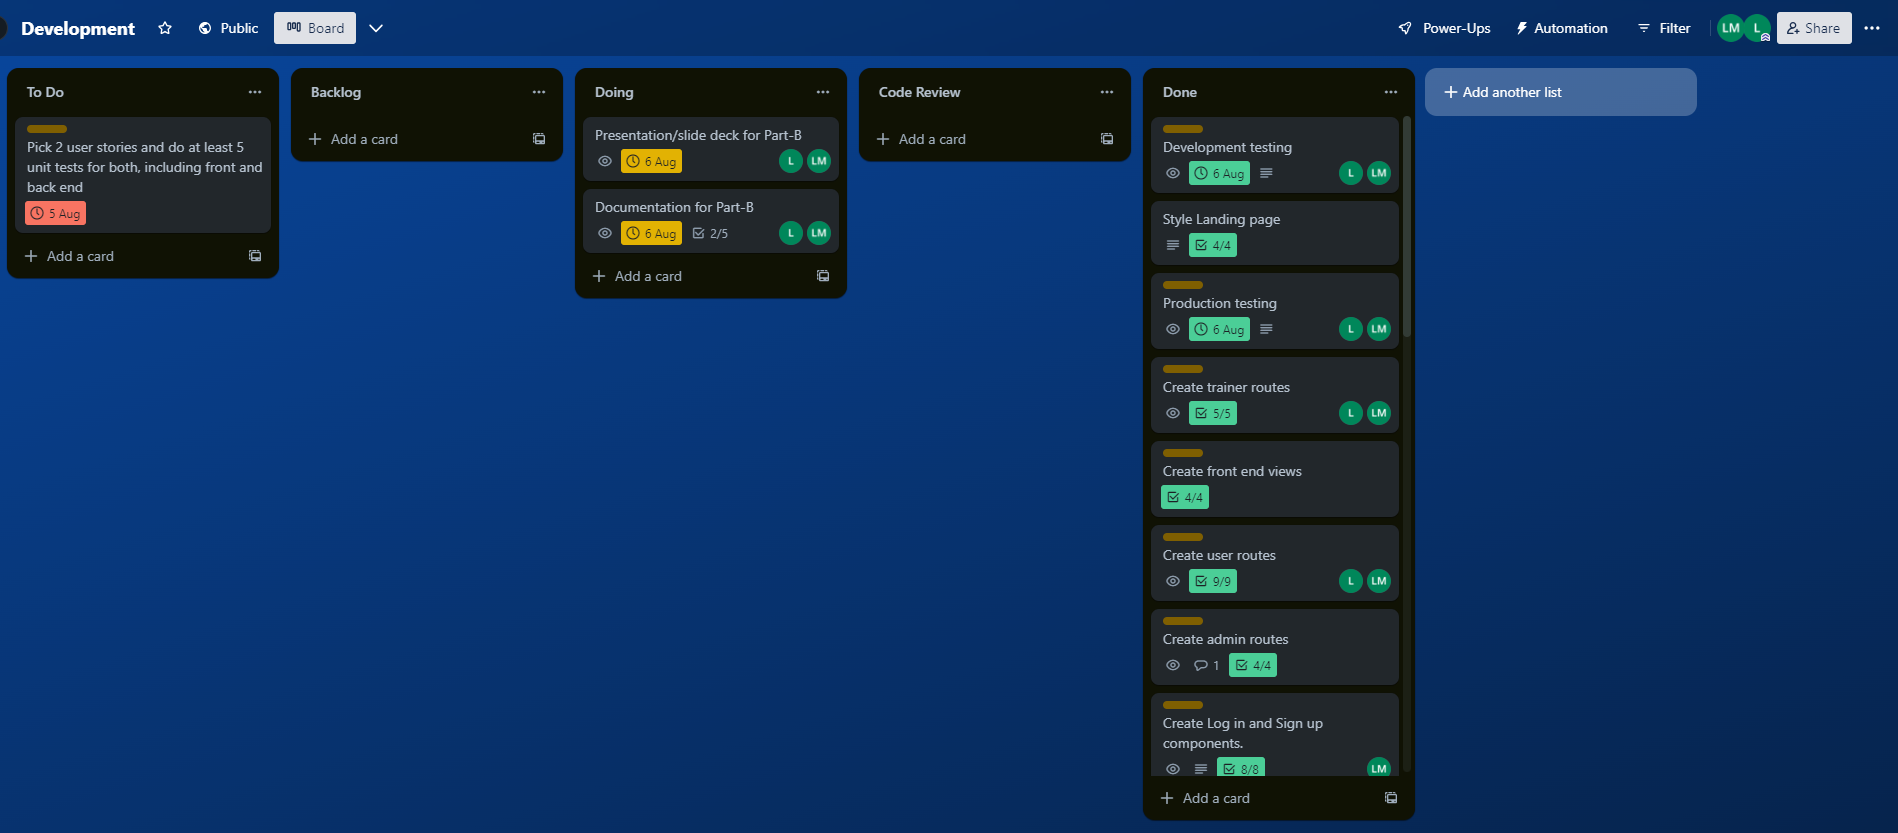 Development
Public
Board
Power-Ups
Automation
Filter
LM
L
Share
To Do
Pick 2 user stories and do at least 5
unit tests for both, including front and
back end
5 Aug
Add a card
Backlog
Add a card
Doing
Presentation/slide deck for Part-B
6 Aug
L
LM
Documentation for Part-B
6 Aug
2/5
L
LM
Add a card
Code Review
Add a card
Done
Development testing
6 Aug
L
LM
Style Landing page
4/4
Production testing
6 Aug
L
LM
Create trainer routes
5/5
L
LM
Create front end views
4/4
Create user routes
9/9
L
LM
Create admin routes
1
4/4
Create Log in and Sign up
components.
8/8
LM
Add a card
Add another list